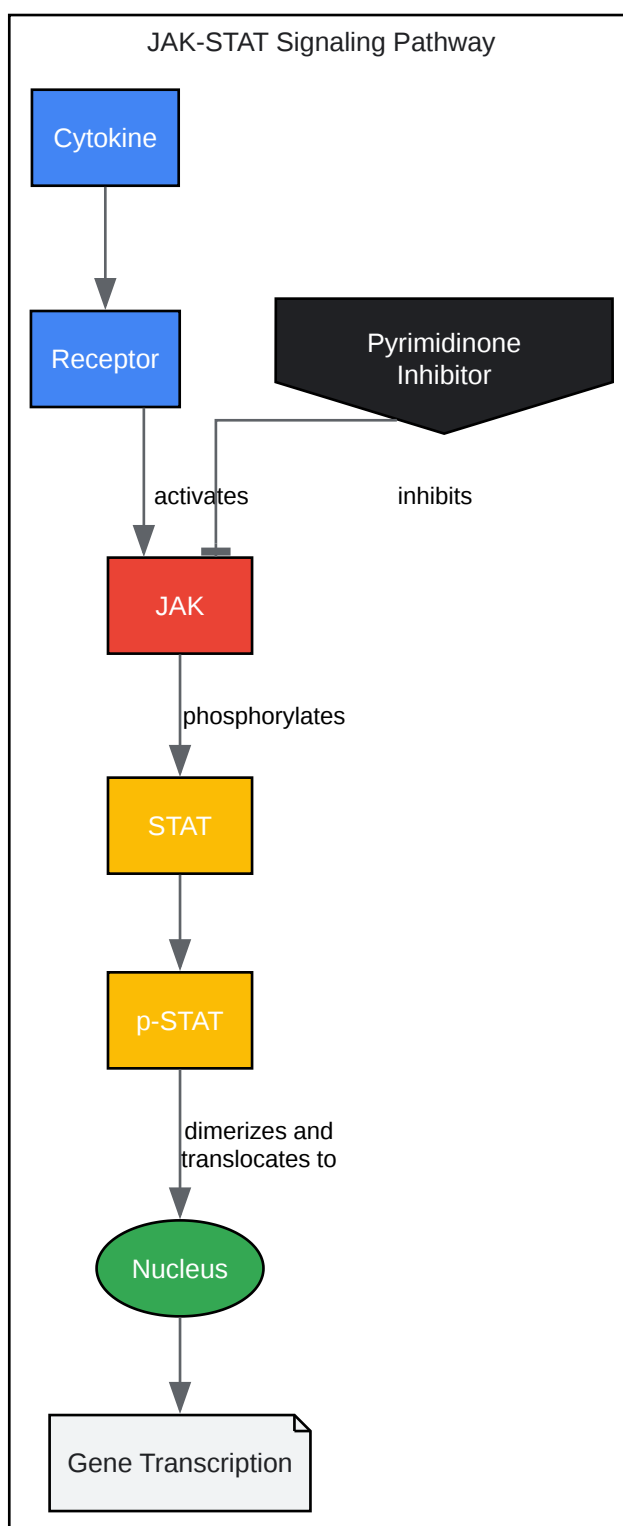 JAK-STAT Signaling Pathway
Cytokine
Receptor
Pyrimidinone
Inhibitor
activates
inhibits
JAK
phosphorylates
STAT
p-STAT
dimerizes and
translocates to
Nucleus
Gene Transcription